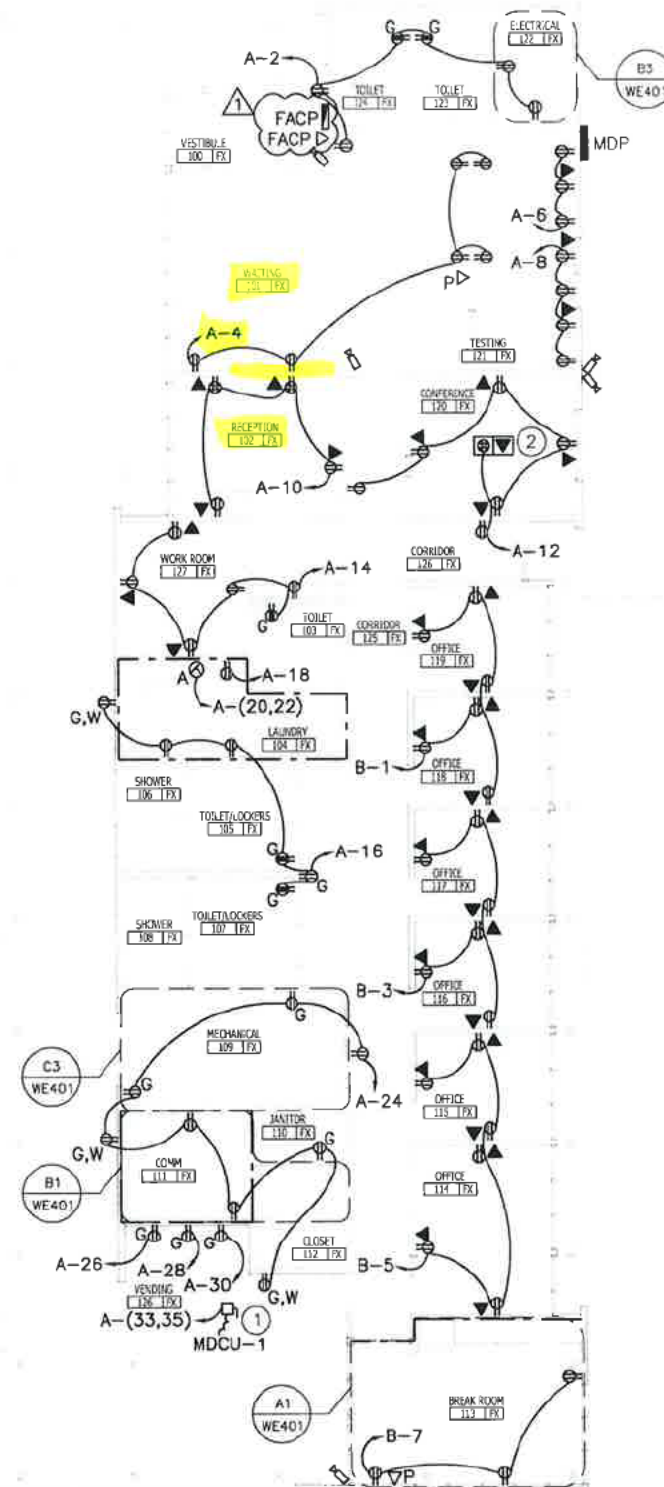 G G
ELECTRICAL
122 FX
B3
WE401
A-2
1
TOILET
124 FX
TOILET
123 FX
FACP
FACP
VESTIBULE
100 FX
MDP
A-6
A-8
WAITING
101 FX
P
A-4
TESTING
121 FX
CONFERENCE
120 FX
RECEPTION
102 FX
2
A-10
A-12
WORK ROOM
127 FX
A-14
CORRIDOR
126 FX
G
TOILET
103 FX
CORRIDOR
125 FX
OFFICE
119 FX
A
A-18
A-(20,22)
G,W
LAUNDRY
104 FX
B-1
OFFICE
118 FX
SHOWER
106 FX
TOILET/LOCKERS
105 FX
G
A-16
G
G
OFFICE
117 FX
SHOWER
108 FX
TOILET/LOCKERS
107 FX
B-3
OFFICE
116 FX
G
MECHANICAL
109 FX
C3
WE401
G
A-24
OFFICE
115 FX
G,W
JANITOR
110 FX
G
COMM
111 FX
B1
WE401
OFFICE
114 FX
G G G
A-26
A-28
A-30
CLOSET
112 FX
G,W
B-5
VENDING
126 FX
A-(33,35)
1
MDCU-1
A1
WE401
BREAK ROOM
113 FX
B-7
P